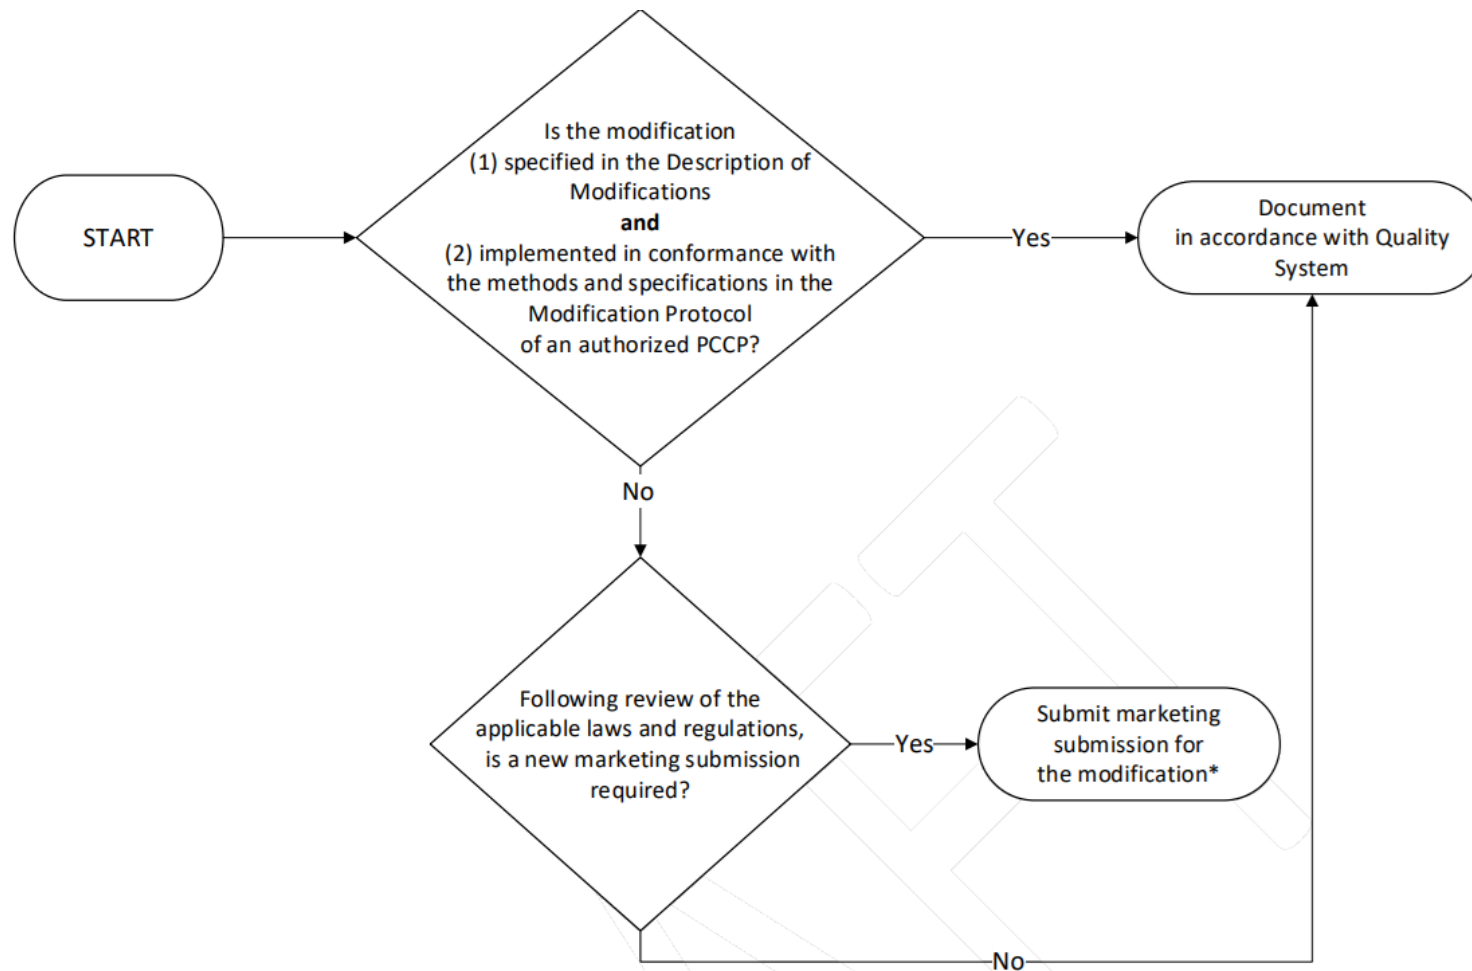 START
Is the modification
(1) specified in the Description of
Modifications
and
(2) implemented in conformance with
the methods and specifications in the
Modification Protocol
of an authorized PCCP?
Yes
Document
in accordance with Quality
System
No
Following review of the
applicable laws and regulations,
is a new marketing submission
required?
Yes
Submit marketing
submission for
the modification*
No